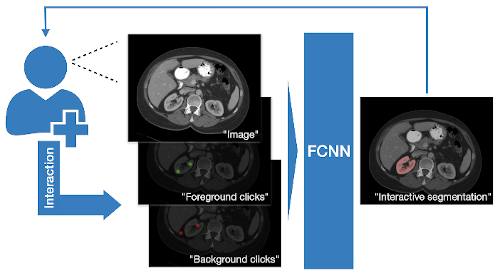 "Image"
Interaction
"Foreground clicks"
"Background clicks"
FCNN
"Interactive segmentation"